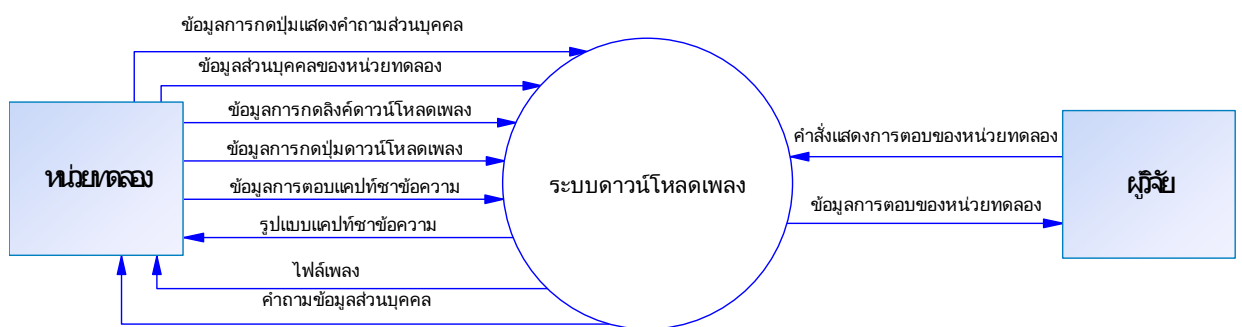 ข้อมูลการกดปุ่มแสดงคำถามส่วนบุคคล
ข้อมูลส่วนบุคคลของหน่วยทดลอง
ข้อมูลการกดลิงค์ดาวน์โหลดเพลง
ข้อมูลการกดปุ่มดาวน์โหลดเพลง
ข้อมูลการตอบแคปท์ชาข้อความ
รูปแบบแคปท์ชาข้อความ
ไฟล์เพลง
คำถามข้อมูลส่วนบุคคล
หน่วยทดลอง
ระบบดาวน์โหลดเพลง
คำสั่งแสดงการตอบของหน่วยทดลอง
ข้อมูลการตอบของหน่วยทดลอง
ผู้วิจัย